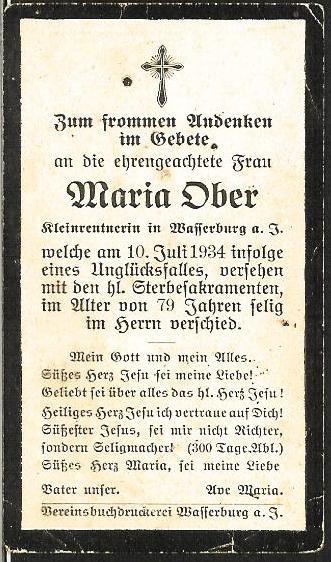 Zum frommen Andenken
im Gebete
an die ehrengeachtete Frau
Maria Ober
Kleinrentnerin in Wasserburg a. I.
welche am 10. Juli 1934 infolge
eines Unglücksfalles, versehen
mit den hl. Sterbesakramenten,
im Alter von 79 Jahren selig
im Herrn verschied.
Mein Gott und mein Alles.
Süßes Herz Jesu sei meine Liebe!
Geliebt sei über alles das hl. Herz Jesu!
Heiliges Herz Jesu ich vertraue auf Dich!
Süßester Jesus, sei mir nicht Richter,
sondern Seligmacher! (300 Tage. Abl.)
Süßes Herz Maria, sei meine Liebe
Vater unser. Ave Maria.
Vereinsbuchdruckerei Wasserburg a. I.